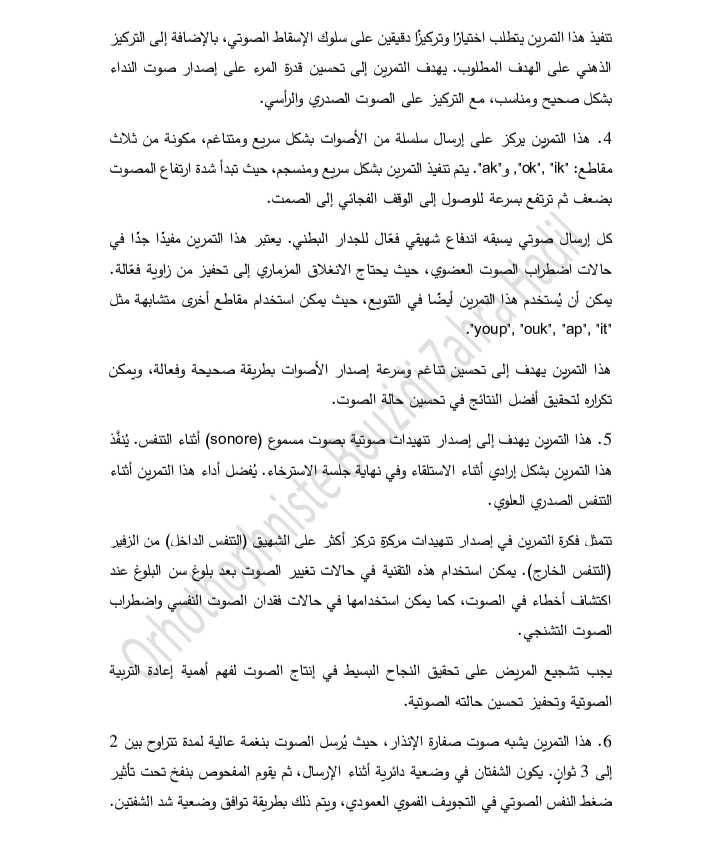 تنفيذ هذا التمرين يتطلب اختيارًا وتركيزًا دقيقين على سلوك الإسقاط الصوتي، بالإضافة إلى التركيز
الذهني على الهدف المطلوب. يهدف التمرين إلى تحسين قدرة المرء على إصدار صوت النداء
بشكل صحيح ومناسب، مع التركيز على الصوت الصدري والرأسي.
4. هذا التمرين يركز على إرسال سلسلة من الأصوات بشكل سريع ومتناغم، مكونة من ثلاث
مقاطع: "ok", "ik", و"ak". يتم تنفيذ التمرين بشكل سريع ومنسجم، حيث تبدأ شدة ارتفاع المصوت
بضعف ثم ترتفع بسرعة للوصول إلى الوقف الفجائي إلى الصمت.
كل إرسال صوتي يسبقه اندفاع شهيقي فعّال للجدار البطني. يعتبر هذا التمرين مفيدًا جدًا في
حالات اضطراب الصوت العضوي، حيث يحتاج الانغلاق المزماري إلى تحفيز من زاوية فعّالة.
يمكن أن يُستخدم هذا التمرين أيضًا في التنويع، حيث يمكن استخدام مقاطع أخرى متشابهة مثل
"youp", "ouk", "ap", "it".
هذا التمرين يهدف إلى تحسين تناغم وسرعة إصدار الأصوات بطريقة صحيحة وفعالة، ويمكن
تكراره لتحقيق أفضل النتائج في تحسين حالة الصوت.
5. هذا التمرين يهدف إلى إصدار تنهيدات صوتية بصوت مسموع (sonore) أثناء التنفس. يُنفَّذ
هذا التمرين بشكل إرادي أثناء الاستلقاء وفي نهاية جلسة الاسترخاء. يُفضل أداء هذا التمرين أثناء
التنفس الصدري العلوي.
تتمثل فكرة التمرين في إصدار تنهيدات مركزة تركز أكثر على الشهيق (التنفس الداخل) من الزفير
(التنفس الخارج). يمكن استخدام هذه التقنية في حالات تغيير الصوت بعد بلوغ سن البلوغ عند
اكتشاف أخطاء في الصوت، كما يمكن استخدامها في حالات فقدان الصوت النفسي واضطراب
الصوت التشنجي.
يجب تشجيع المريض على تحقيق النجاح البسيط في إنتاج الصوت لفهم أهمية إعادة التربية
الصوتية وتحفيز تحسين حالته الصوتية.
6. هذا التمرين يشبه صوت صفارة الإنذار، حيث يُرسل الصوت بنغمة عالية لمدة تتراوح بين 2
إلى 3 ثوانٍ. يكون الشفتان في وضعية دائرية أثناء الإرسال، ثم يقوم المفحوص بنفخ تحت تأثير
ضغط النفس الصوتي في التجويف الفموي العمودي، ويتم ذلك بطريقة توافق وضعية شد الشفتين.
Orhothophniste Bouzidi Zahra Hadil